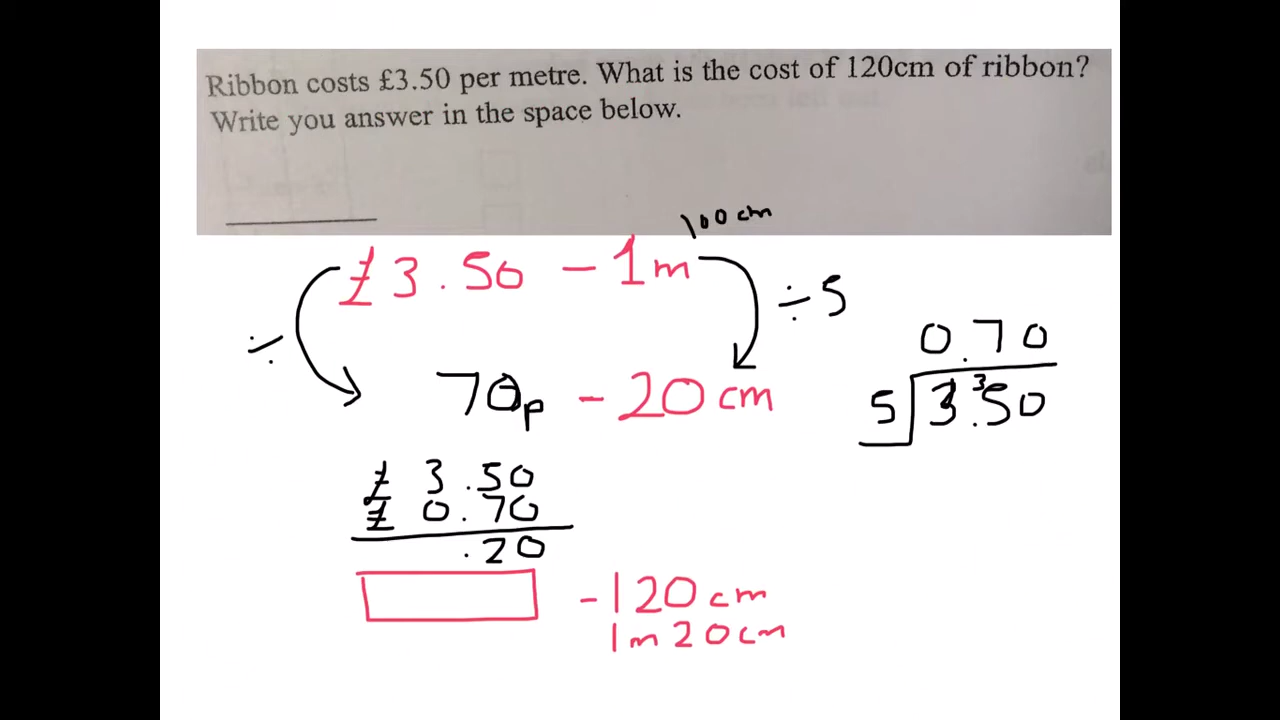 Ribbon costs £3.50 per metre. What is the cost of 120cm of ribbon?
Write you answer in the space below.
100 cm
£3.50 - 1m
÷5
÷
0.70
70p - 20 cm
5 3.³50
£ 3.50
£ 0.70
.20
- 120 cm
1m 20 cm